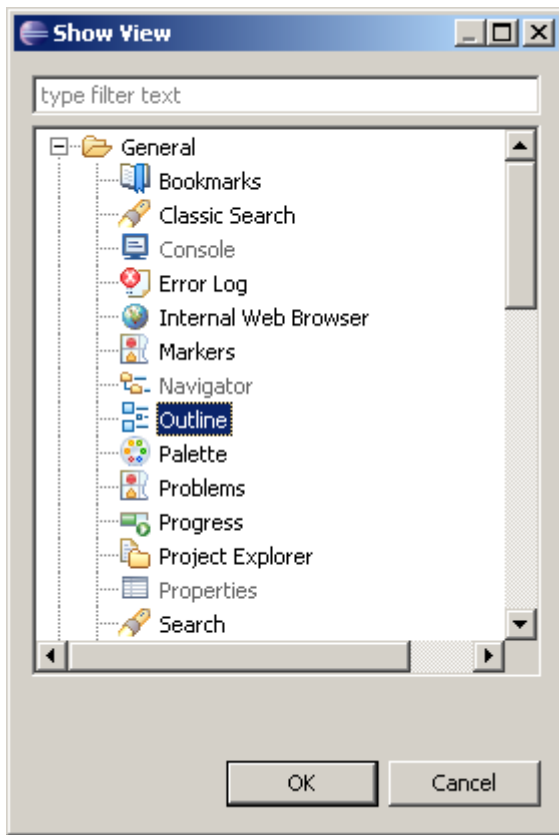 Show View
type filter text
General
Bookmarks
Classic Search
Console
Error Log
Internal Web Browser
Markers
Navigator
Outline
Palette
Problems
Progress
Project Explorer
Properties
Search
OK Cancel